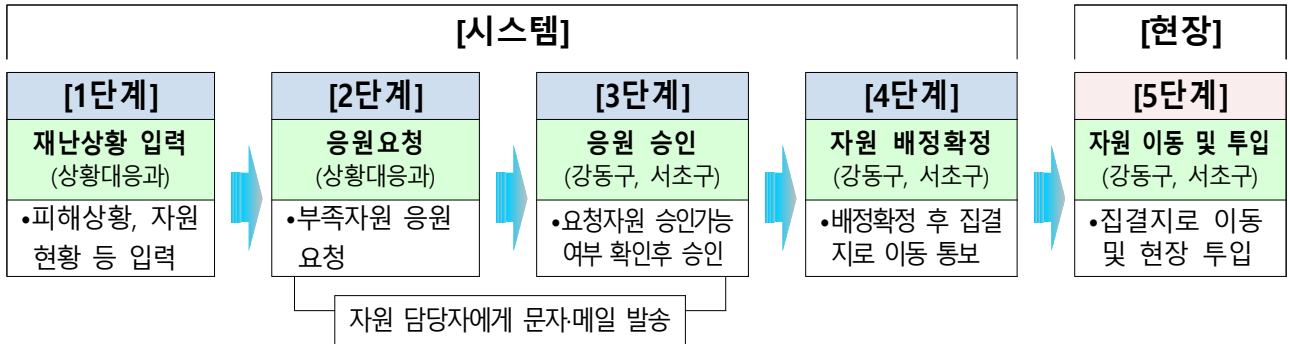 [시스템]
[현장]
[1단계]
재난상황 입력
(상황대응과)
•피해상황, 자원
현황 등 입력
[2단계]
응원요청
(상황대응과)
•부족자원 응원
요청
[3단계]
응원 승인
(강동구, 서초구)
•요청자원 승인가능
여부 확인후 승인
[4단계]
자원 배정확정
(강동구, 서초구)
•배정확정 후 집결
지로 이동 통보
[5단계]
자원 이동 및 투입
(강동구, 서초구)
•집결지로 이동
및 현장 투입
자원 담당자에게 문자·메일 발송